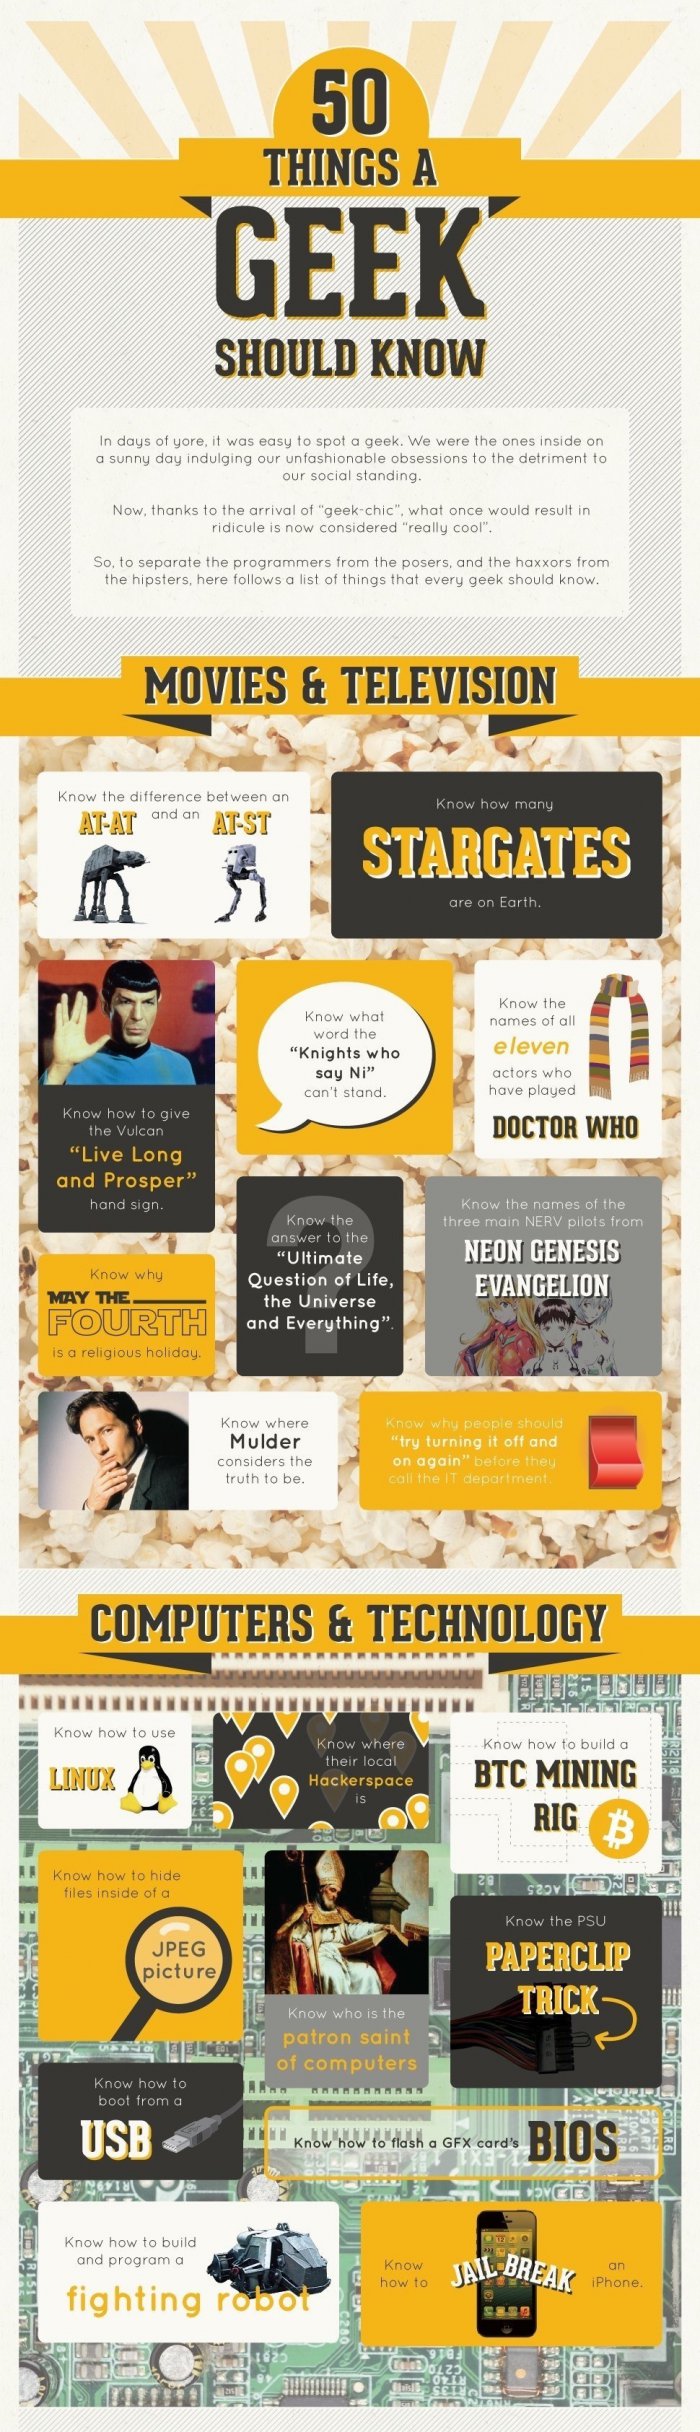 50
THINGS A
GEEK
SHOULD KNOW
In days of yore, it was easy to spot a geek. We were the ones inside on
a sunny day indulging our unfashionable obsessions to the detriment to
our social standing.
Now, thanks to the arrival of "geek-chic", what once would result in
ridicule is now considered "really cool".
So, to separate the programmers from the posers, and the haxxors from
the hipsters, here follows a list of things that every geek should know.
MOVIES & TELEVISION
Know the difference between an
AT-AT and an AT-ST
Know how many
STARGATES
are on Earth.
Know how to give
the Vulcan
"Live Long
and Prosper"
hand sign.
Know what
word the
"Knights who
say Ni"
can't stand.
Know the
names of all
eleven
actors who
have played
DOCTOR WHO
Know why
MAY THE
FOURTH
is a religious holiday.
Know the
answer to the
"Ultimate
Question of Life,
the Universe
and Everything".
Know the names of the
three main NERV pilots from
NEON GENESIS
EVANGELION
Know where
Mulder
considers the
truth to be.
Know why people should
"try turning it off and
on again" before they
call the IT department.
COMPUTERS & TECHNOLOGY
Know how to use
LINUX
Know where
their local
Hackerspace
is
Know how to build a
BTC MINING
RIG
Know how to hide
files inside of a
JPEG
picture
Know who is the
patron saint
of computers
Know the PSU
PAPERCLIP
TRICK
Know how to
boot from a
USB
Know how to flash a GFX card's BIOS
Know how to build
and program a
fighting robot
Know
how to
JAIL BREAK
an
iPhone.